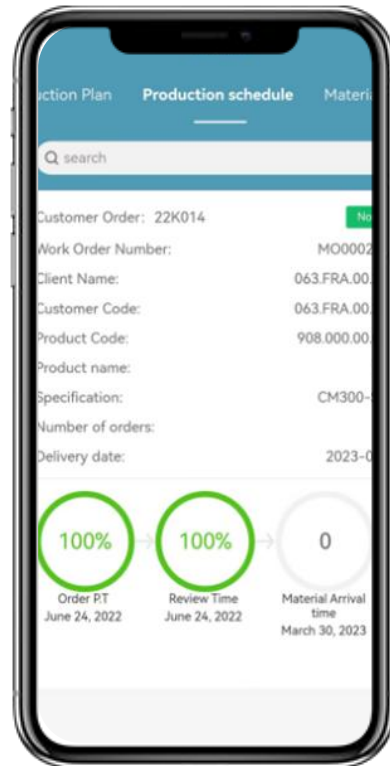 uction Plan Production schedule Materi
search
Customer Order: 22K014 No
Work Order Number: MO0002
Client Name: 063.FRA.00.
Customer Code: 063.FRA.00.
Product Code: 908.000.00.
Product name:
Specification: CM300-
Number of orders:
Delivery date: 2023-0
100% 100% 0
Order P.T Review Time Material Arrival
time
June 24, 2022 June 24, 2022 March 30, 2023